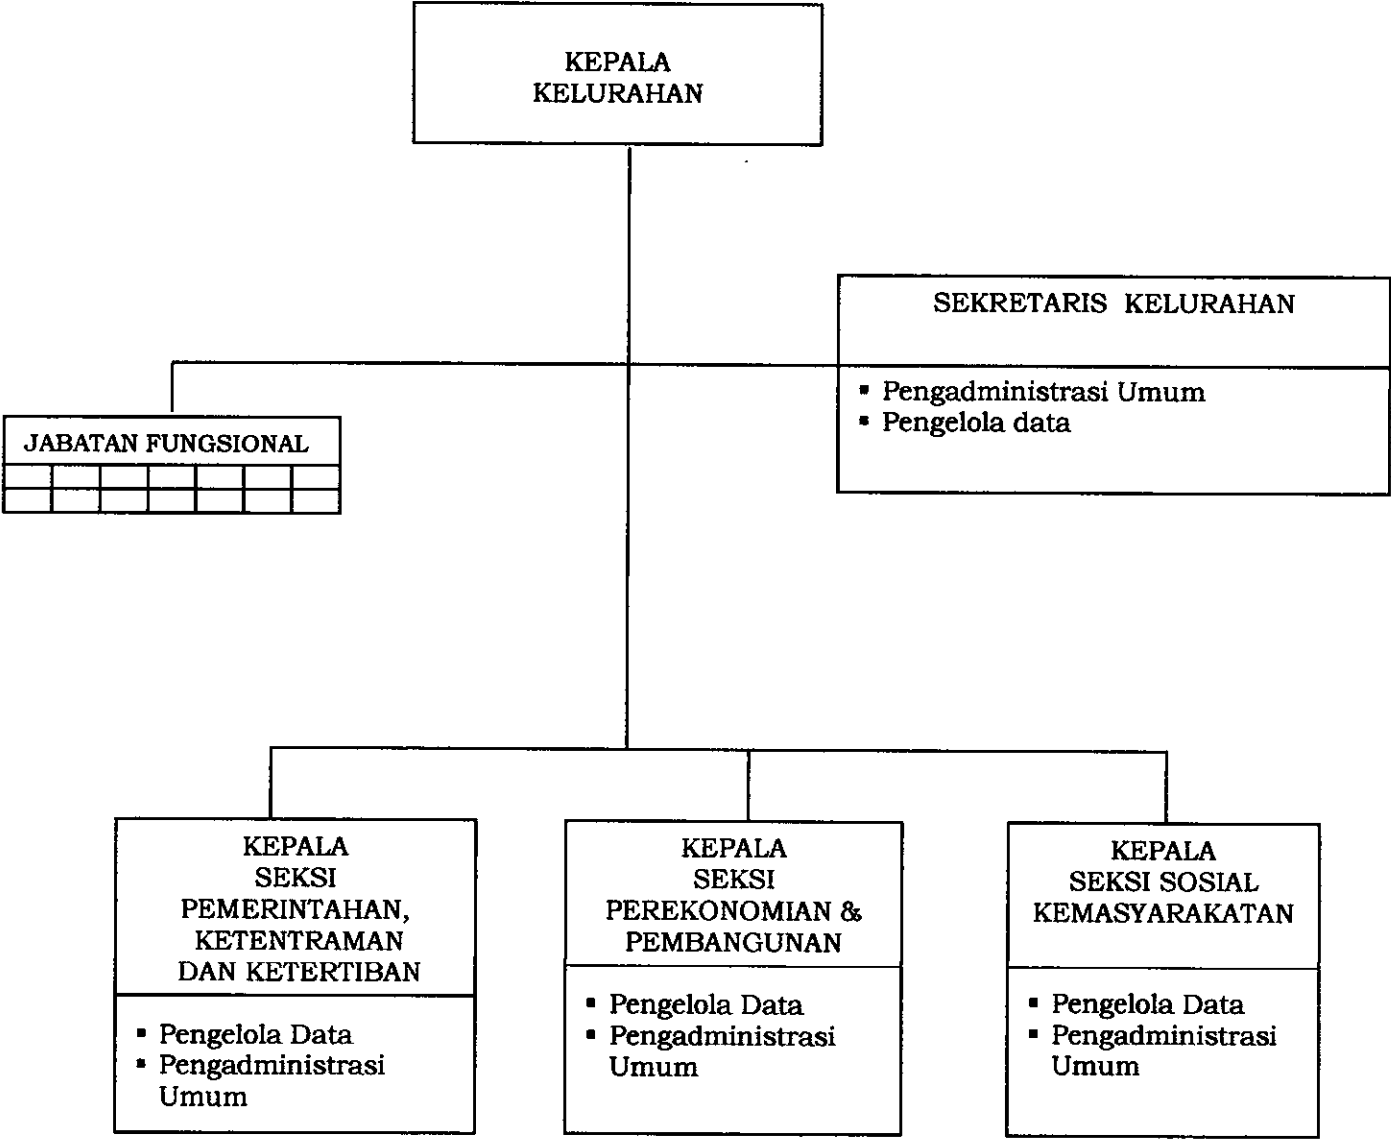 KEPALA
KELURAHAN
SEKRETARIS KELURAHAN
▪ Pengadministrasi Umum
▪ Pengelola data
JABATAN FUNGSIONAL
KEPALA
SEKSI
PEMERINTAHAN,
KETENTRAMAN
DAN KETERTIBAN
▪ Pengelola Data
▪ Pengadministrasi
Umum
KEPALA
SEKSI
PEREKONOMIAN &
PEMBANGUNAN
▪ Pengelola Data
▪ Pengadministrasi
Umum
KEPALA
SEKSI SOSIAL
KEMASYARAKATAN
▪ Pengelola Data
▪ Pengadministrasi
Umum